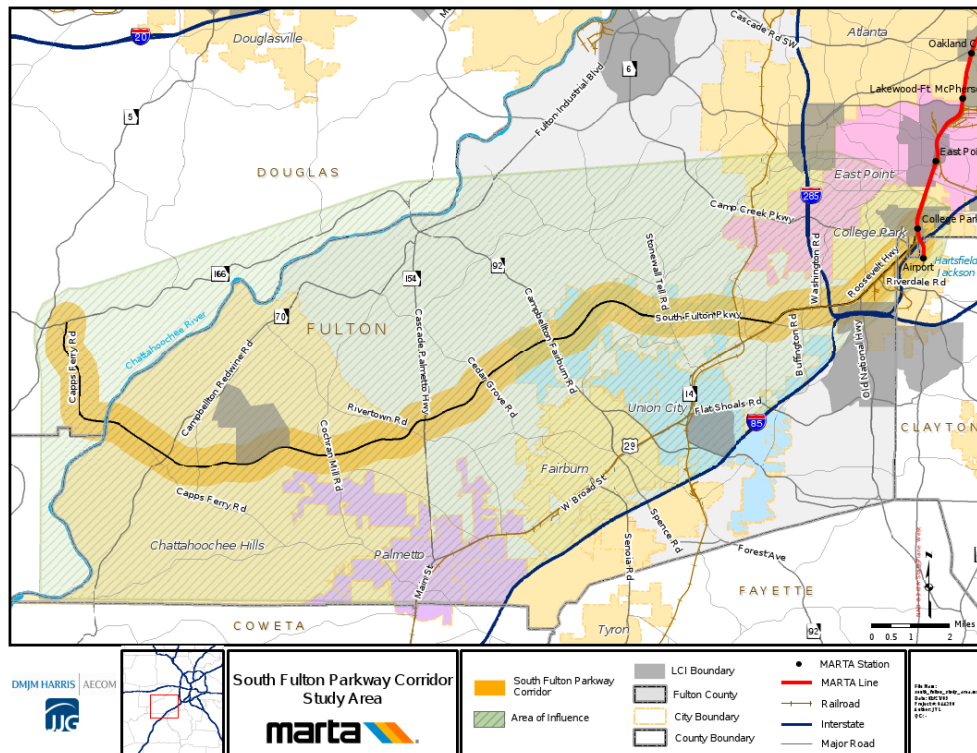 20
Douglasville
Cascade Rd SW
Atlanta
Oakland C
6
Fulton Industrial Blvd
Lakewood-Ft. McPherso
5
East Poin
DOUGLAS
East Point
285
Camp Creek Pkwy
College Park
College Park
Washington Rd
Roosevelt Hwy
Hartsfield
Jackson
Airport
Riverdale Rd
166
154
92
Stonewall Tell Rd
70
FULTON
South Fulton Pkwy
Chattahoochee River
Capps Ferry Rd
Campbellton Redwine Rd
Cascade Palmetto Hwy
Campbellton Fairburn Rd
Cedar Grove Rd
Buffington Rd
Old National Hwy
14
Rivertown Rd
Union City
Flat Shoals Rd
85
Cochran Mill Rd
29
CLAYTON
Fairburn
Capps Ferry Rd
W Broad St
Spence Rd
Chattahoochee Hills
Palmetto
Senoia Rd
Forest Ave
Main St
FAYETTE
COWETA
Tyron
92
0 0.5 1 2
Miles
DMJM HARRIS | AECOM
JJG
South Fulton Parkway Corridor
Study Area
marta
South Fulton Parkway
Corridor
Area of Influence
LCI Boundary
Fulton County
City Boundary
County Boundary
MARTA Station
MARTA Line
Railroad
Interstate
Major Road